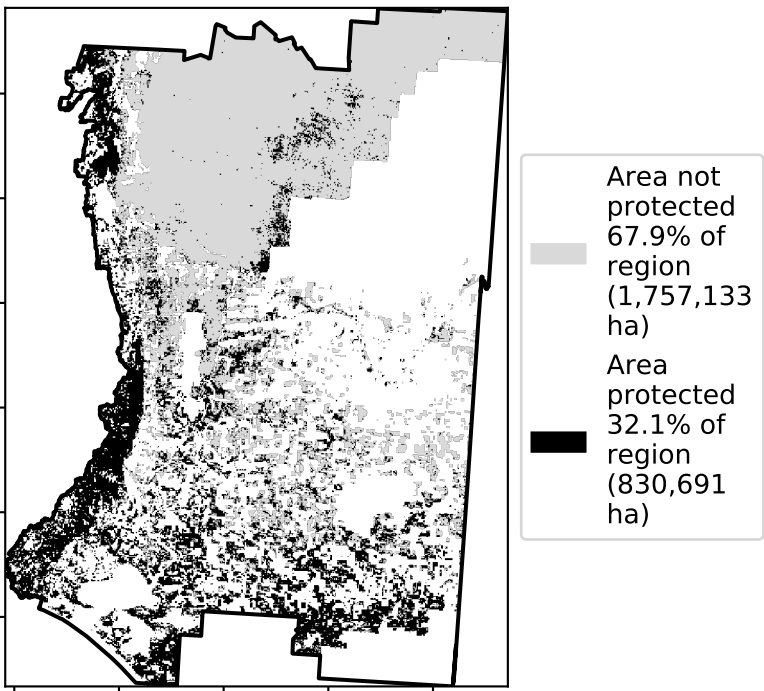 Area not
protected
67.9% of
region
(1,757,133
ha)
Area
protected
32.1% of
region
(830,691
ha)